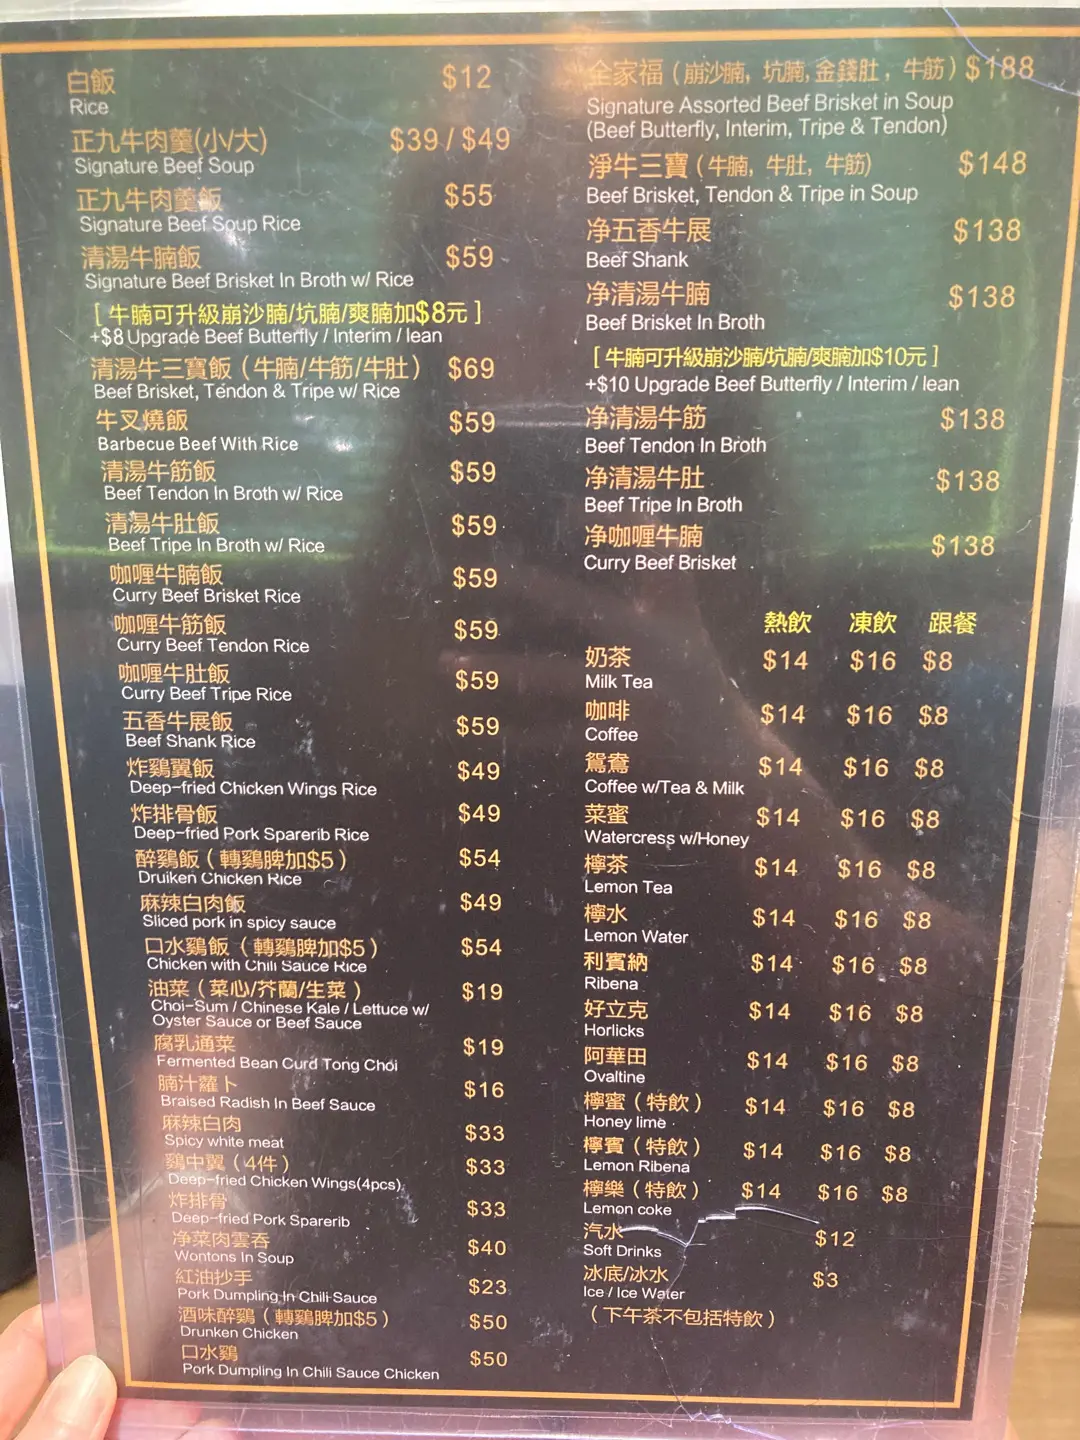 白飯 $12
Rice
正九牛肉羹(小/大) $39 / $49
Signature Beef Soup
正九牛肉羹飯 $55
Signature Beef Soup Rice
清湯牛腩飯 $59
Signature Beef Brisket In Broth w/ Rice
[ 牛腩可升級崩沙腩/坑腩/爽腩加$8元 ]
+$8 Upgrade Beef Butterfly / Interim / lean
清湯牛三寶飯（牛腩/牛筋/牛肚） $69
Beef Brisket, Tendon & Tripe w/ Rice
牛叉燒飯 $59
Barbecue Beef With Rice
清湯牛筋飯 $59
Beef Tendon In Broth w/ Rice
清湯牛肚飯 $59
Beef Tripe In Broth w/ Rice
咖喱牛腩飯 $59
Curry Beef Brisket Rice
咖喱牛筋飯 $59
Curry Beef Tendon Rice
咖喱牛肚飯 $59
Curry Beef Tripe Rice
五香牛展飯 $59
Beef Shank Rice
炸鷄翼飯 $49
Deep-fried Chicken Wings Rice
炸排骨飯 $49
Deep-fried Pork Sparerib Rice
醉鷄飯（轉鷄脾加$5） $54
Druiken Chicken Rice
麻辣白肉飯 $49
Sliced pork in spicy sauce
口水鷄飯（轉鷄脾加$5） $54
Chicken with Chili Sauce Rice
油菜（菜心/芥蘭/生菜） $19
Choi-Sum / Chinese Kale / Lettuce w/
Oyster Sauce or Beef Sauce
腐乳通菜 $19
Fermented Bean Curd Tong Choi
腩汁蘿卜 $16
Braised Radish In Beef Sauce
麻辣白肉 $33
Spicy white meat
鷄中翼（4件） $33
Deep-fried Chicken Wings(4pcs)
炸排骨 $33
Deep-fried Pork Sparerib
净菜肉雲吞 $40
Wontons In Soup
紅油抄手 $23
Pork Dumpling In Chili Sauce
酒味醉鷄（轉鷄脾加$5） $50
Drunken Chicken
口水鷄 $50
Pork Dumpling In Chili Sauce Chicken
全家福（崩沙腩, 坑腩, 金錢肚, 牛筋）$188
Signature Assorted Beef Brisket in Soup
(Beef Butterfly, Interim, Tripe & Tendon)
淨牛三寶（牛腩, 牛肚, 牛筋） $148
Beef Brisket, Tendon & Tripe in Soup
净五香牛展 $138
Beef Shank
净清湯牛腩 $138
Beef Brisket In Broth
[ 牛腩可升級崩沙腩/坑腩/爽腩加$10元 ]
+$10 Upgrade Beef Butterfly / Interim / lean
净清湯牛筋 $138
Beef Tendon In Broth
净清湯牛肚 $138
Beef Tripe In Broth
净咖喱牛腩 $138
Curry Beef Brisket
熱飲 凍飲 跟餐
奶茶 $14 $16 $8
Milk Tea
咖啡 $14 $16 $8
Coffee
鴛鴦 $14 $16 $8
Coffee w/Tea & Milk
菜蜜 $14 $16 $8
Watercress w/Honey
檸茶 $14 $16 $8
Lemon Tea
檸水 $14 $16 $8
Lemon Water
利賓納 $14 $16 $8
Ribena
好立克 $14 $16 $8
Horlicks
阿華田 $14 $16 $8
Ovaltine
檸蜜（特飲） $14 $16 $8
Honey lime
檸賓（特飲） $14 $16 $8
Lemon Ribena
檸樂（特飲） $14 $16 $8
Lemon coke
汽水 $12
Soft Drinks
冰底/冰水 $3
Ice / Ice Water
（下午茶不包括特飲）